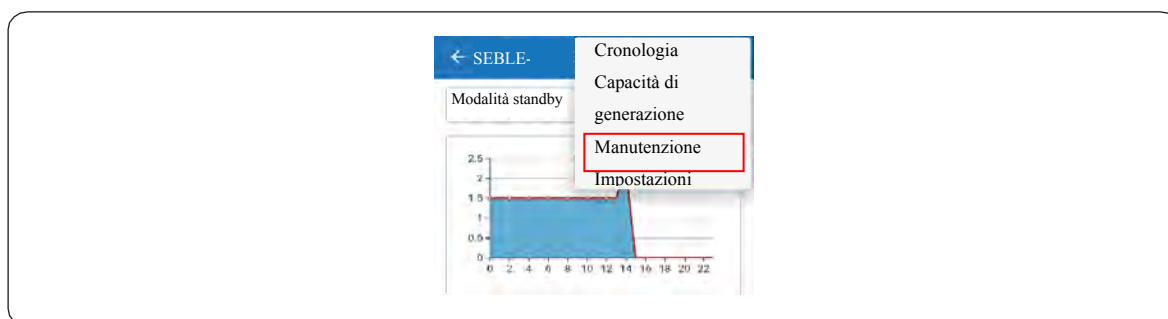 ← SEBLE-
Cronologia
Capacità di
generazione
Manutenzione
Impostazioni
Modalità standby
2.5
2
1.5
1
0.5
0
0 2 4 6 8 10 12 14 16 18 20 22